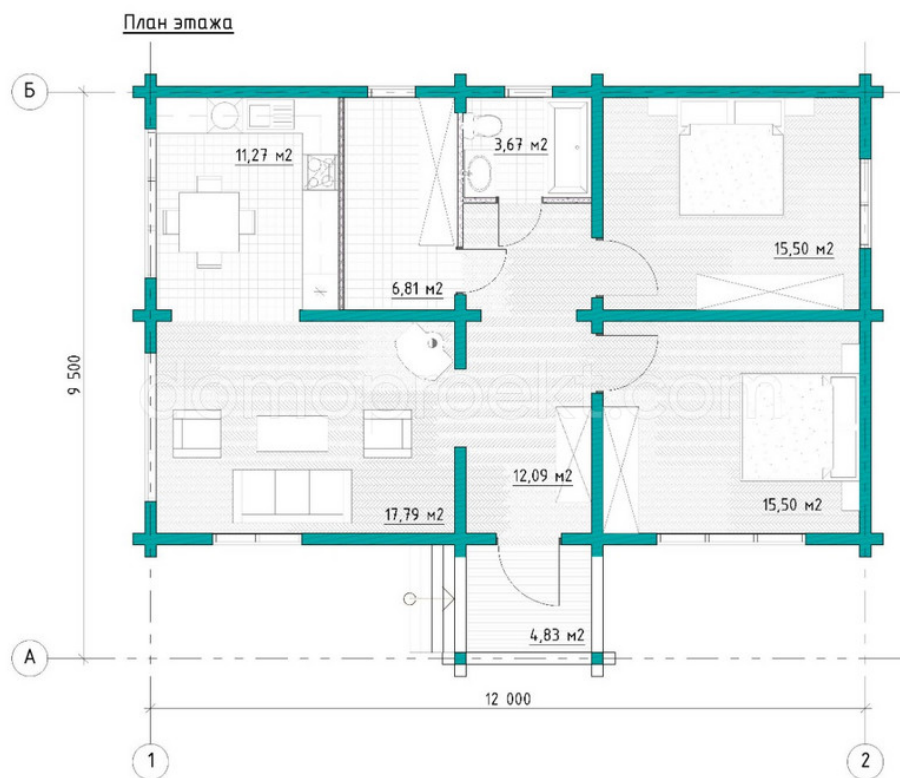 План этажа
Б
11,27 м2
3,67 м2
15,50 м2
6,81 м2
9 500
domoproekt.com
12,09 м2
15,50 м2
17,79 м2
4,83 м2
А
12 000
1
2